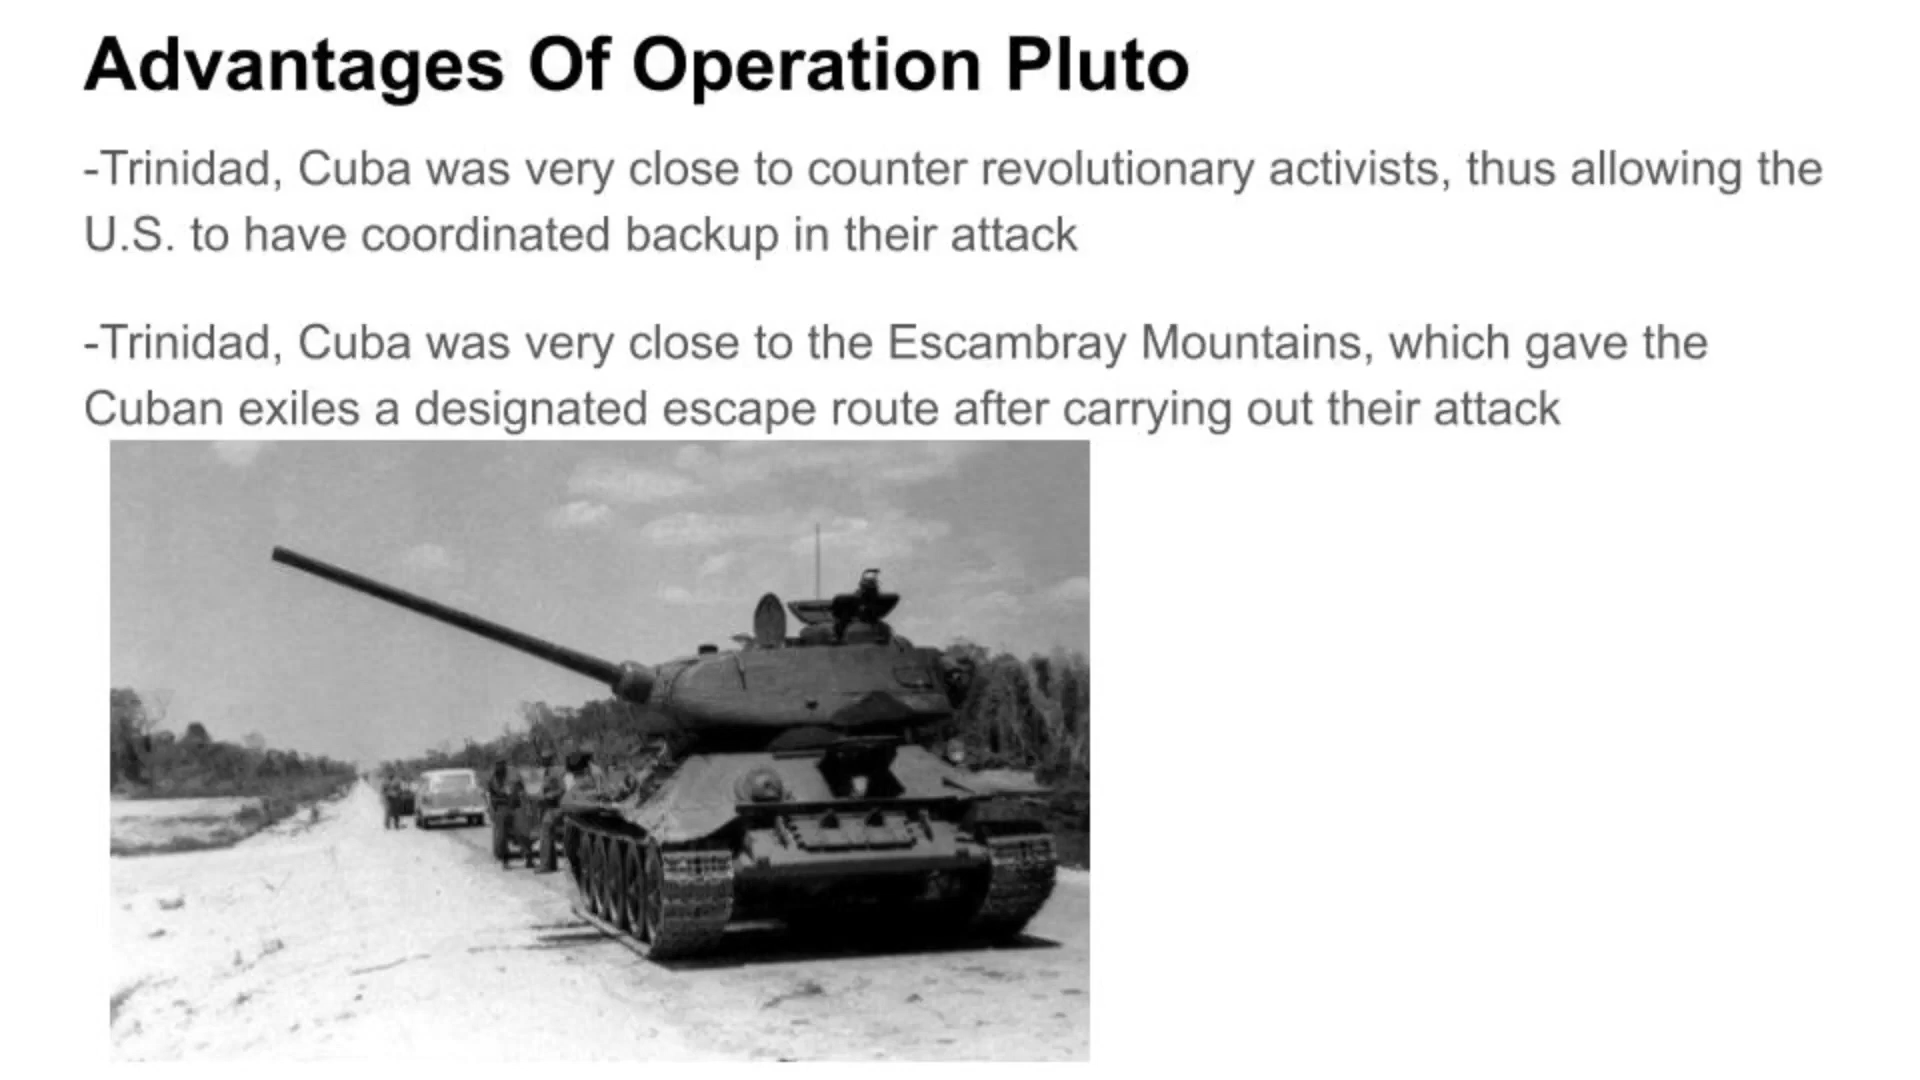 Advantages Of Operation Pluto
-Trinidad, Cuba was very close to counter revolutionary activists, thus allowing the
U.S. to have coordinated backup in their attack
-Trinidad, Cuba was very close to the Escambray Mountains, which gave the
Cuban exiles a designated escape route after carrying out their attack